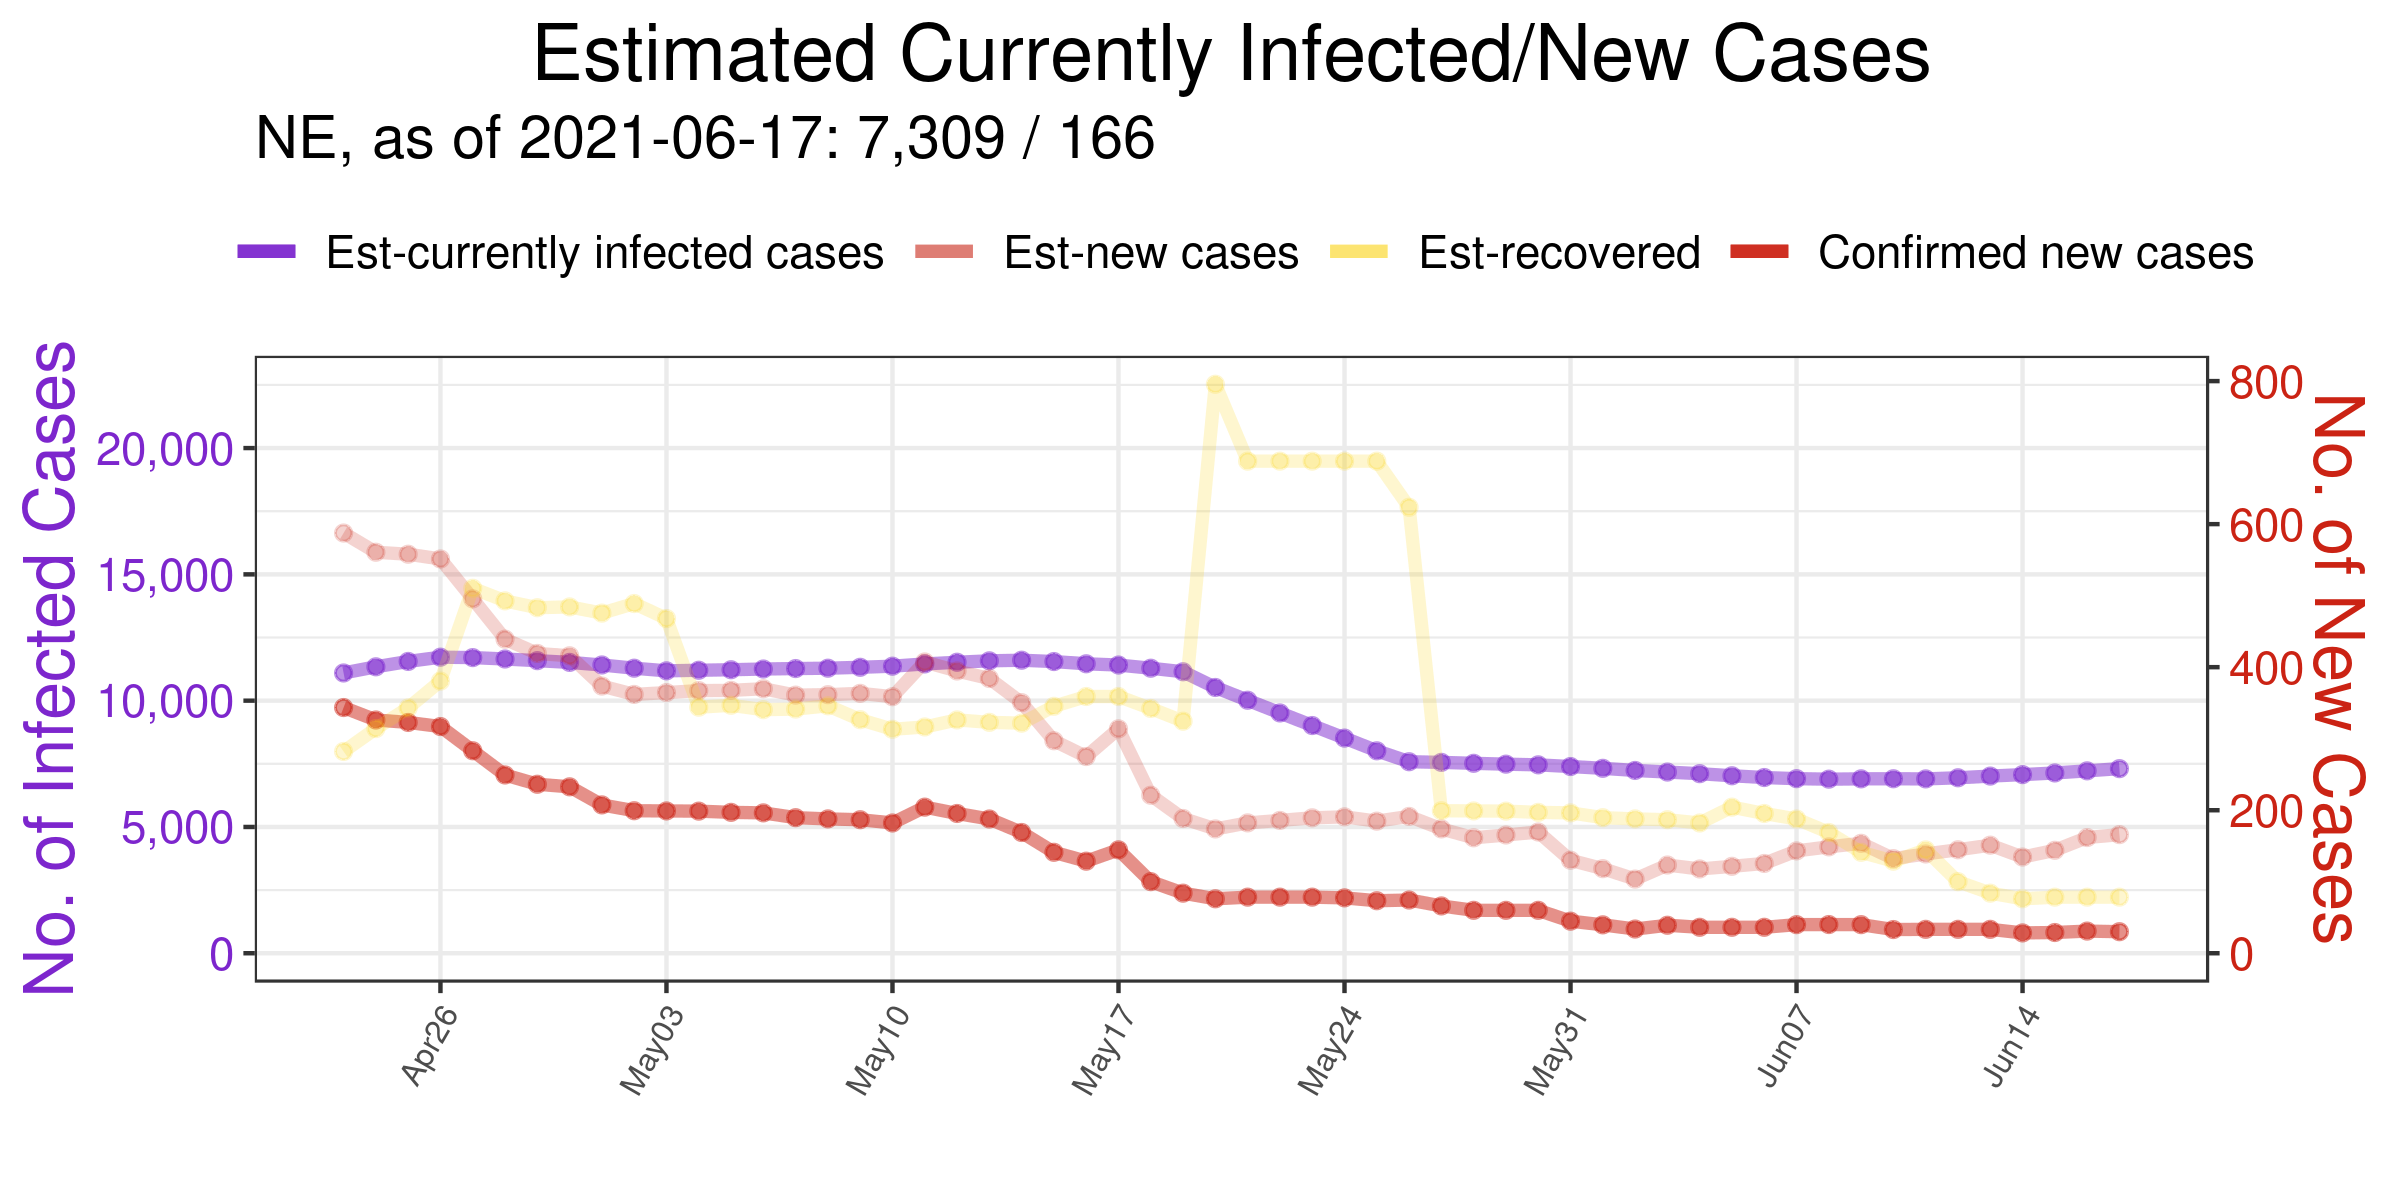 Estimated Currently Infected/New Cases
NE, as of 2021-06-17: 7,309 / 166
Est-currently infected cases Est-new cases Est-recovered Confirmed new cases
No. of Infected Cases
20,000
15,000
10,000
5,000
0
800
600
400
200
0
No. of New Cases
Apr26 May03 May10 May17 May24 May31 Jun07 Jun14